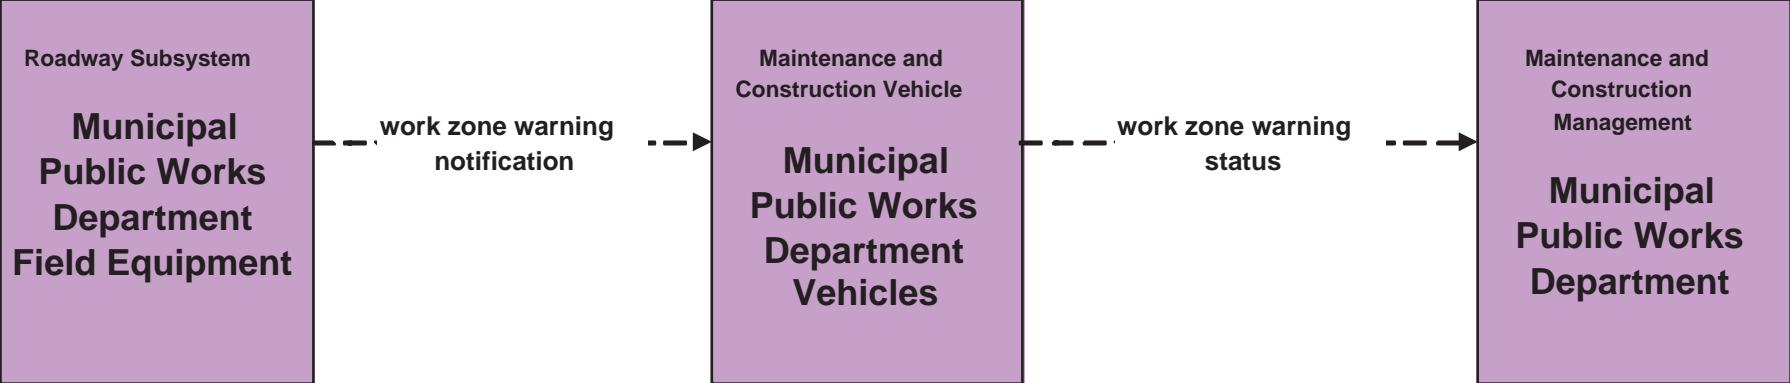 Roadway Subsystem
Municipal
Public Works
Department
Field Equipment
work zone warning
notification
Maintenance and
Construction Vehicle
Municipal
Public Works
Department
Vehicles
work zone warning
status
Maintenance and
Construction
Management
Municipal
Public Works
Department